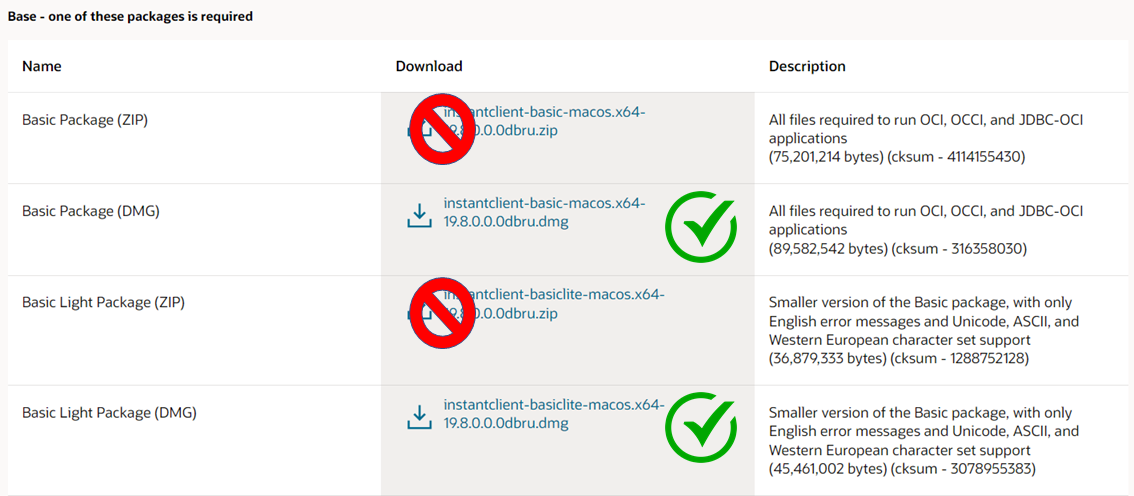 Base - one of these packages is required
Name
Download
Description
Basic Package (ZIP)
instantclient-basic-macos.x64-
19.8.0.0.0dbru.zip
All files required to run OCI, OCCI, and JDBC-OCI
applications
(75,201,214 bytes) (cksum - 4114155430)
Basic Package (DMG)
instantclient-basic-macos.x64-
19.8.0.0.0dbru.dmg
All files required to run OCI, OCCI, and JDBC-OCI
applications
(89,582,542 bytes) (cksum - 316358030)
Basic Light Package (ZIP)
instantclient-basiclite-macos.x64-
19.8.0.0.0dbru.zip
Smaller version of the Basic package, with only
English error messages and Unicode, ASCII, and
Western European character set support
(36,879,333 bytes) (cksum - 1288752128)
Basic Light Package (DMG)
instantclient-basiclite-macos.x64-
19.8.0.0.0dbru.dmg
Smaller version of the Basic package, with only
English error messages and Unicode, ASCII, and
Western European character set support
(45,461,002 bytes) (cksum - 3078955383)